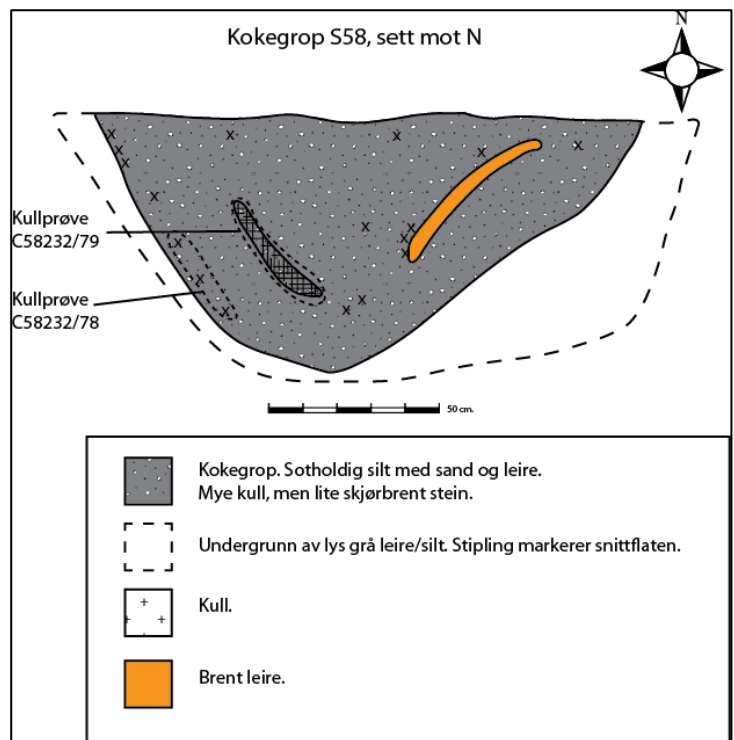 Kokegrop S58, sett mot N
N
Kullprøve
C58232/79
Kullprøve
C58232/78
50 cm.
Kokegrop. Sotholdig silt med sand og leire.
Mye kull, men lite skjørbrent stein.
Undergrunn av lys grå leire/silt. Stipling markerer snittflaten.
Kull.
Brent leire.